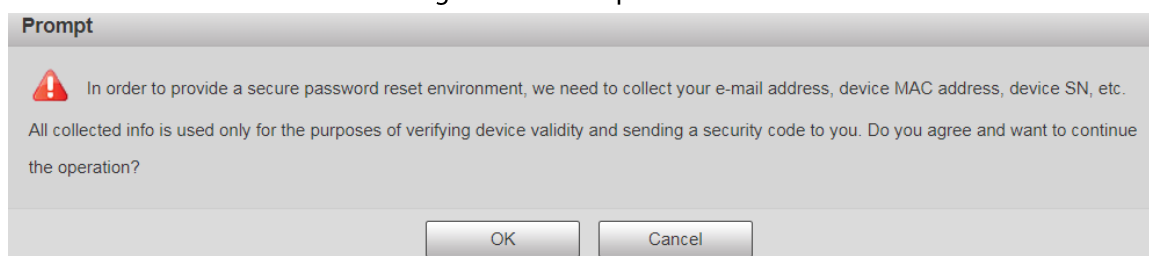 Prompt
In order to provide a secure password reset environment, we need to collect your e-mail address, device MAC address, device SN, etc.
All collected info is used only for the purposes of verifying device validity and sending a security code to you. Do you agree and want to continue
the operation?
OK Cancel